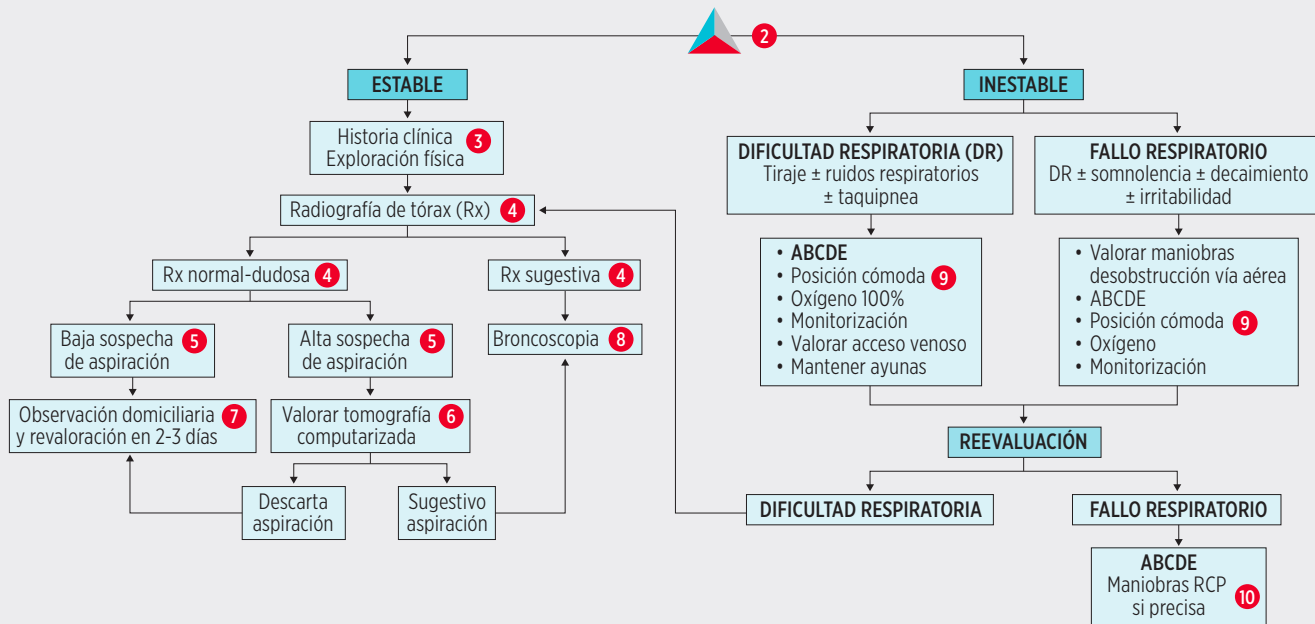 2
ESTABLE
INESTABLE
Historia clínica
Exploración física
3
Radiografía de tórax (Rx) 4
Rx normal-dudosa 4
Rx sugestiva 4
Baja sospecha
de aspiración
5
Alta sospecha
de aspiración
5
Broncoscopia 8
Observación domiciliaria
y revaloración en 2-3 días
7
Valorar tomografía
computarizada
6
Descarta
aspiración
Sugestivo
aspiración
DIFICULTAD RESPIRATORIA (DR)
Tiraje ± ruidos respiratorios
± taquipnea
FALLO RESPIRATORIO
DR ± somnolencia ± decaimiento
± irritabilidad
• ABCDE
• Posición cómoda 9
• Oxígeno 100%
• Monitorización
• Valorar acceso venoso
• Mantener ayunas
• Valorar maniobras
desobstrucción vía aérea
• ABCDE
• Posición cómoda 9
• Oxígeno
• Monitorización
REEVALUACIÓN
DIFICULTAD RESPIRATORIA
FALLO RESPIRATORIO
ABCDE
Maniobras RCP
si precisa
10